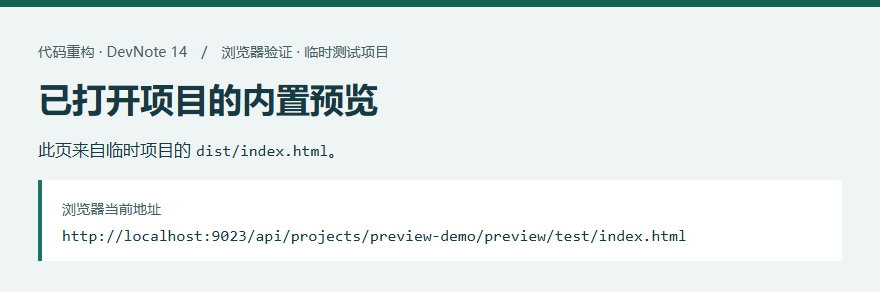 代码重构 · DevNote 14 / 浏览器验证 · 临时测试项目
已打开项目的内置预览
此页来自临时项目的 dist/index.html。
浏览器当前地址
http://localhost:9023/api/projects/preview-demo/preview/test/index.html